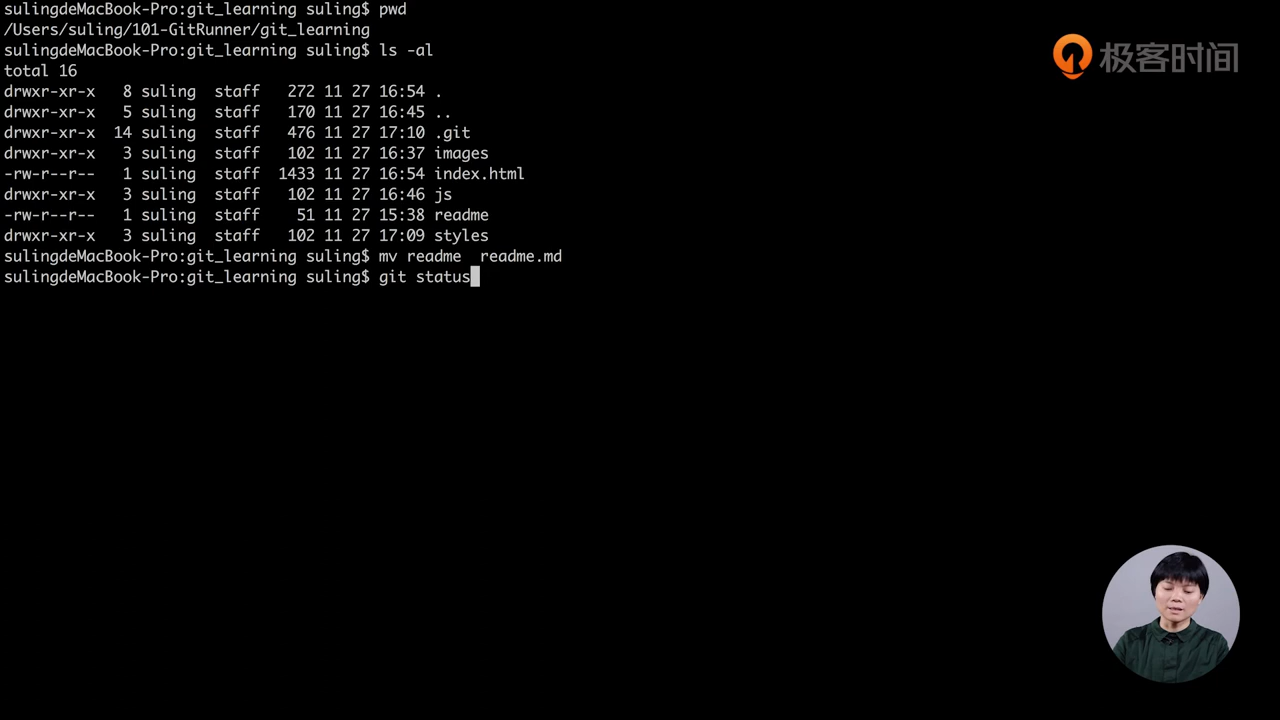 sulingdeMacBook-Pro:git_learning suling$ pwd
/Users/suling/101-GitRunner/git_learning
sulingdeMacBook-Pro:git_learning suling$ ls -al
total 16
drwxr-xr-x   8 suling  staff   272 11 27 16:54 .
drwxr-xr-x   5 suling  staff   170 11 27 16:45 ..
drwxr-xr-x  14 suling  staff   476 11 27 17:10 .git
drwxr-xr-x   3 suling  staff   102 11 27 16:37 images
-rw-r--r--   1 suling  staff  1433 11 27 16:54 index.html
drwxr-xr-x   3 suling  staff   102 11 27 16:46 js
-rw-r--r--   1 suling  staff    51 11 27 15:38 readme
drwxr-xr-x   3 suling  staff   102 11 27 17:09 styles
sulingdeMacBook-Pro:git_learning suling$ mv readme  readme.md
sulingdeMacBook-Pro:git_learning suling$ git status
极客时间